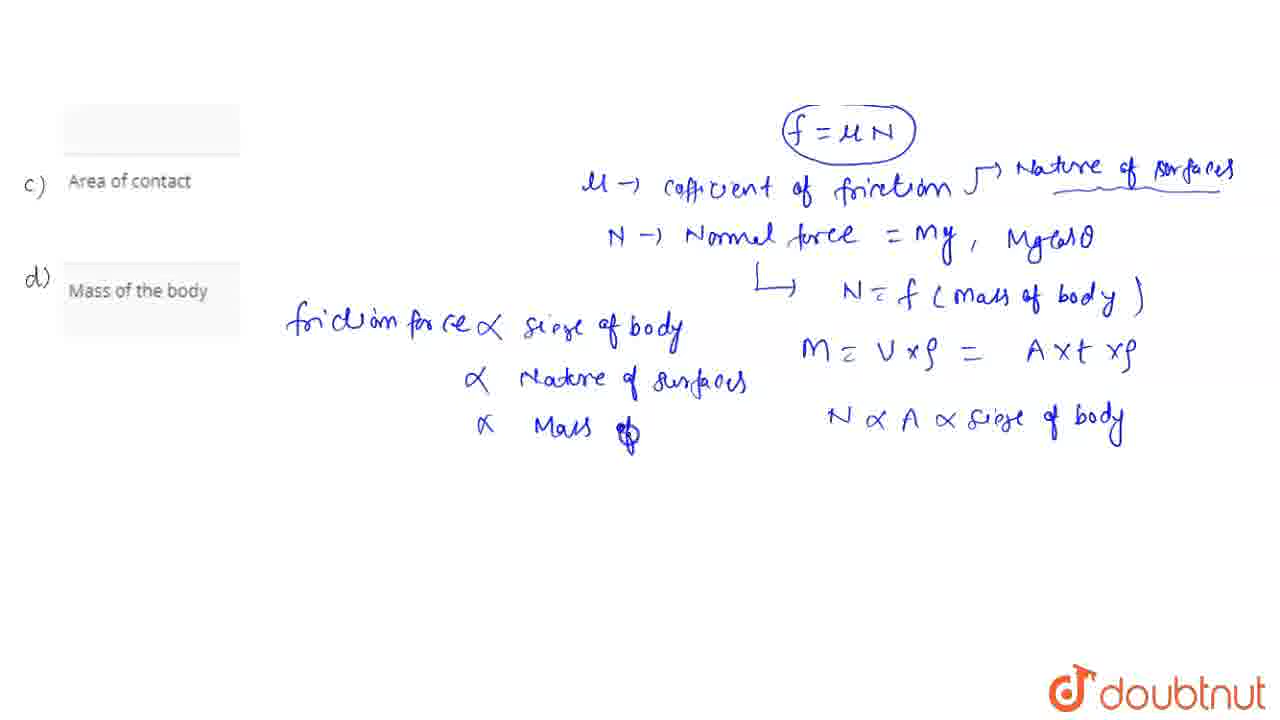 f = μ N
c) Area of contact
μ → cofficient of friction → Nature of surfaces
N → Normal force = Mg, Mg cosθ
d) Mass of the body
N = f (Mass of body)
friction force ∝ size of body
M = V × ρ = A × t × ρ
∝ Nature of surfaces
N ∝ A ∝ size of body
∝ Mass of
doubtnut